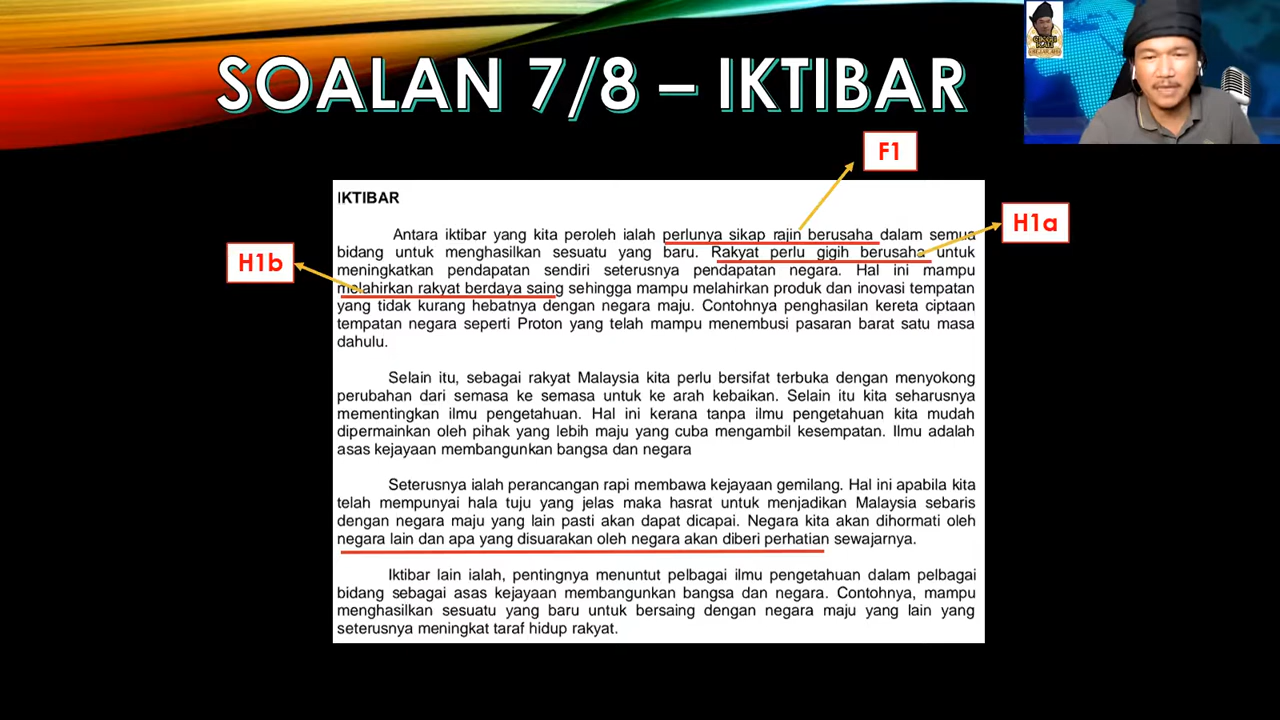 SOALAN 7/8 – IKTIBAR
F1
H1a
H1b
IKTIBAR
Antara iktibar yang kita peroleh ialah perlunya sikap rajin berusaha dalam semua
bidang untuk menghasilkan sesuatu yang baru. Rakyat perlu gigih berusaha untuk
meningkatkan pendapatan sendiri seterusnya pendapatan negara. Hal ini mampu
melahirkan rakyat berdaya saing sehingga mampu melahirkan produk dan inovasi tempatan
yang tidak kurang hebatnya dengan negara maju. Contohnya penghasilan kereta ciptaan
tempatan negara seperti Proton yang telah mampu menembusi pasaran barat satu masa
dahulu.
Selain itu, sebagai rakyat Malaysia kita perlu bersifat terbuka dengan menyokong
perubahan dari semasa ke semasa untuk ke arah kebaikan. Selain itu kita seharusnya
mementingkan ilmu pengetahuan. Hal ini kerana tanpa ilmu pengetahuan kita mudah
dipermainkan oleh pihak yang lebih maju yang cuba mengambil kesempatan. Ilmu adalah
asas kejayaan membangunkan bangsa dan negara
Seterusnya ialah perancangan rapi membawa kejayaan gemilang. Hal ini apabila kita
telah mempunyai hala tuju yang jelas maka hasrat untuk menjadikan Malaysia sebaris
dengan negara maju yang lain pasti akan dapat dicapai. Negara kita akan dihormati oleh
negara lain dan apa yang disuarakan oleh negara akan diberi perhatian sewajarnya.
Iktibar lain ialah, pentingnya menuntut pelbagai ilmu pengetahuan dalam pelbagai
bidang sebagai asas kejayaan membangunkan bangsa dan negara. Contohnya, mampu
menghasilkan sesuatu yang baru untuk bersaing dengan negara maju yang lain yang
seterusnya meningkat taraf hidup rakyat.